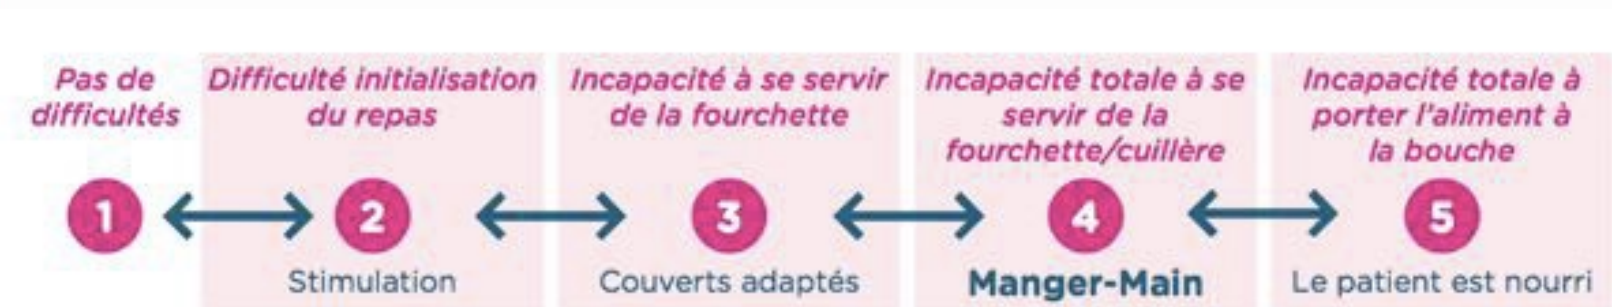 Pas de
difficultés
1
Difficulté initialisation
du repas
2
Stimulation
Incapacité à se servir
de la fourchette
3
Couverts adaptés
Incapacité totale à se
servir de la
fourchette/cuillère
4
Manger-Main
Incapacité totale à
porter l'aliment à
la bouche
5
Le patient est nourri